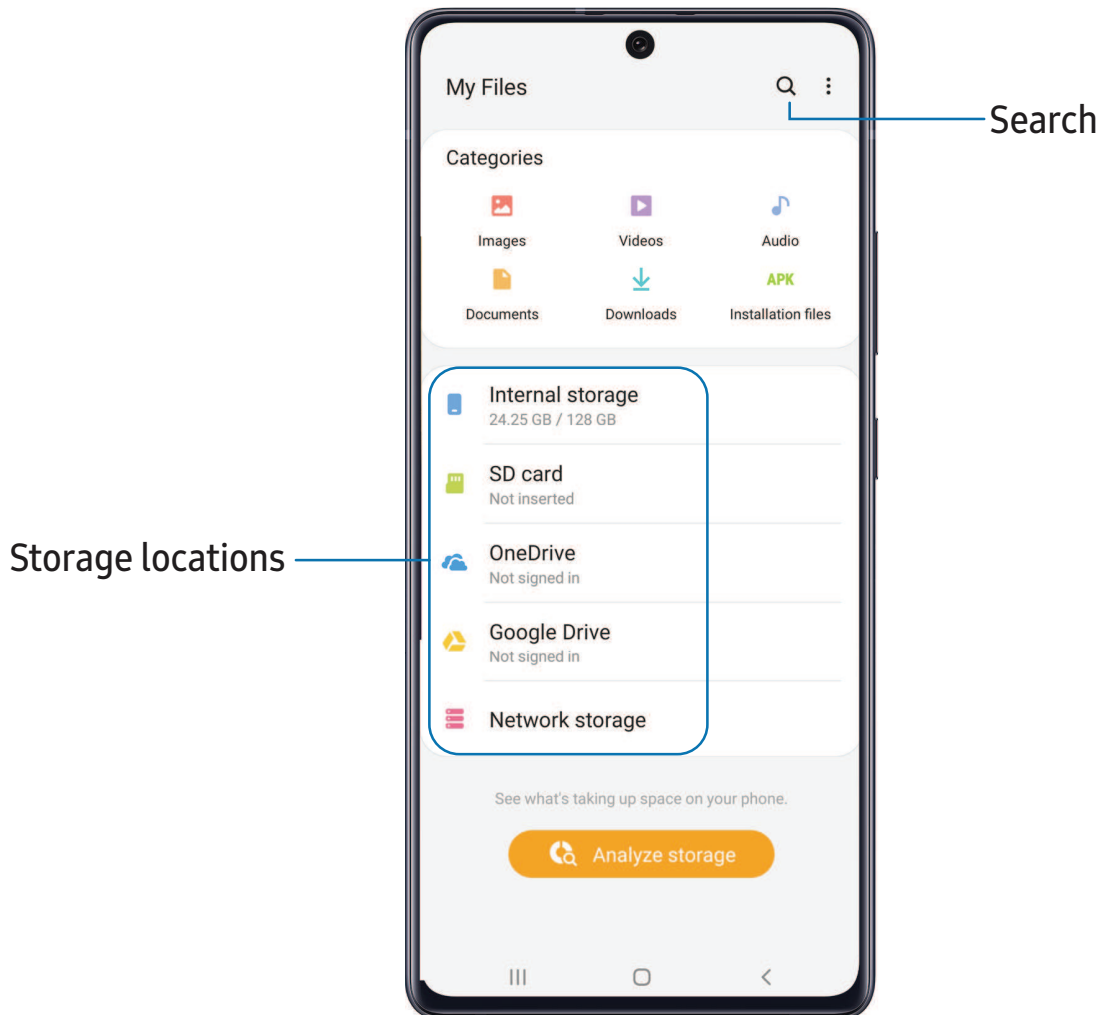 My Files
Search
Categories
Images Videos Audio
APK
Documents Downloads Installation files
Internal storage
24.25 GB / 128 GB
SD card
Not inserted
Storage locations
OneDrive
Not signed in
Google Drive
Not signed in
Network storage
See what's taking up space on your phone.
Analyze storage